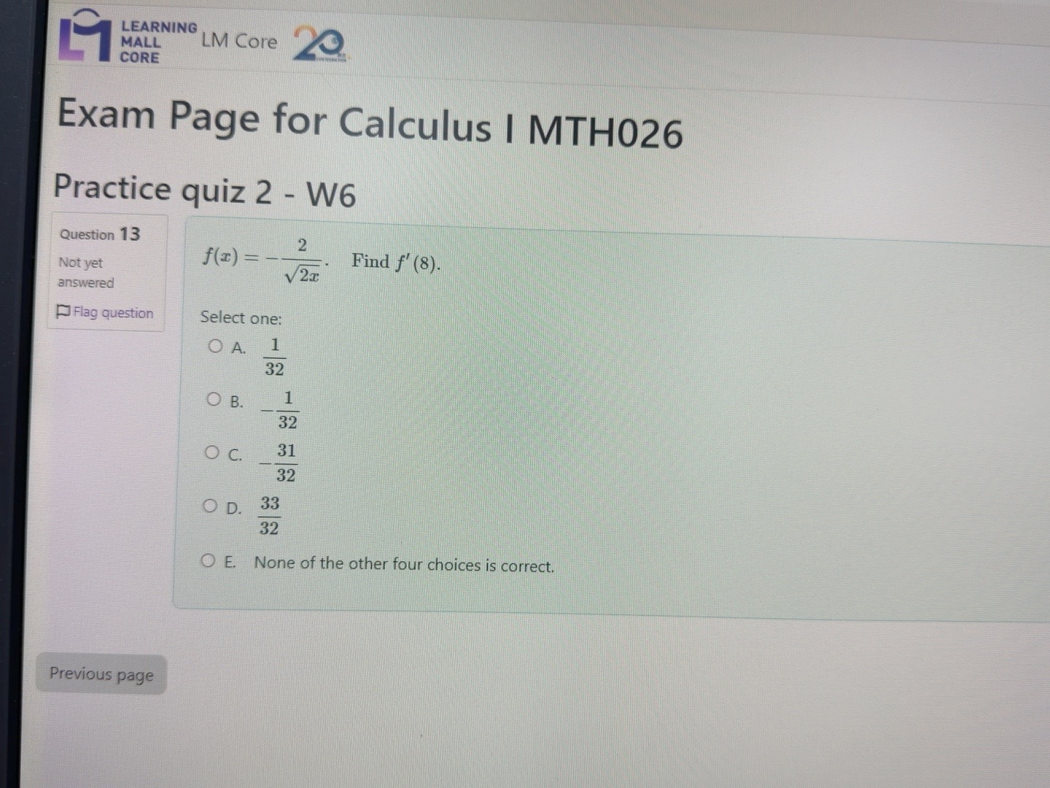 LEARNING
MALL
CORE
LM Core
20
Exam Page for Calculus I MTH026
Practice quiz 2 - W6
Question 13
Not yet
answered
Flag question
f(x) = -2/√2x. Find f′(8).
Select one:
A. 1/32
B. -1/32
C. -31/32
D. 33/32
E. None of the other four choices is correct.
Previous page